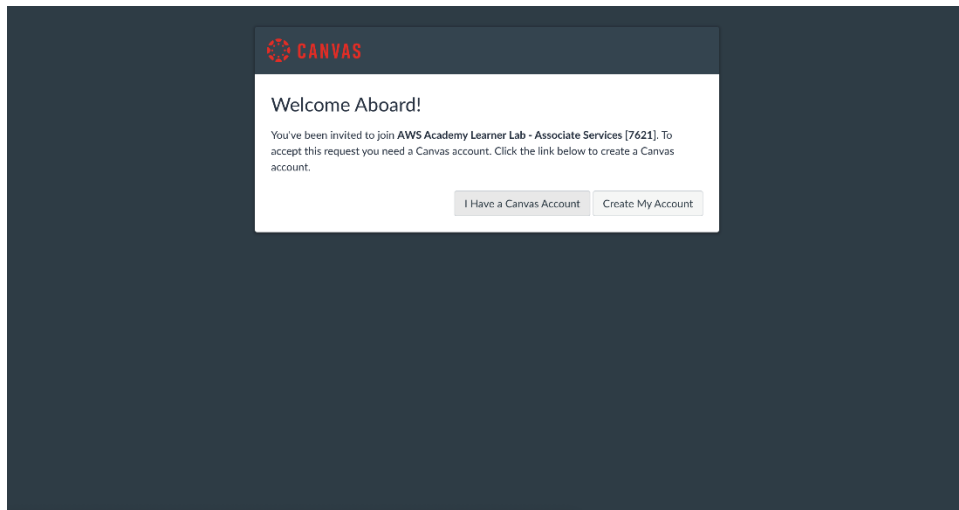 CANVAS
Welcome Aboard!
You've been invited to join AWS Academy Learner Lab - Associate Services [7621]. To
accept this request you need a Canvas account. Click the link below to create a Canvas
account.
I Have a Canvas Account Create My Account